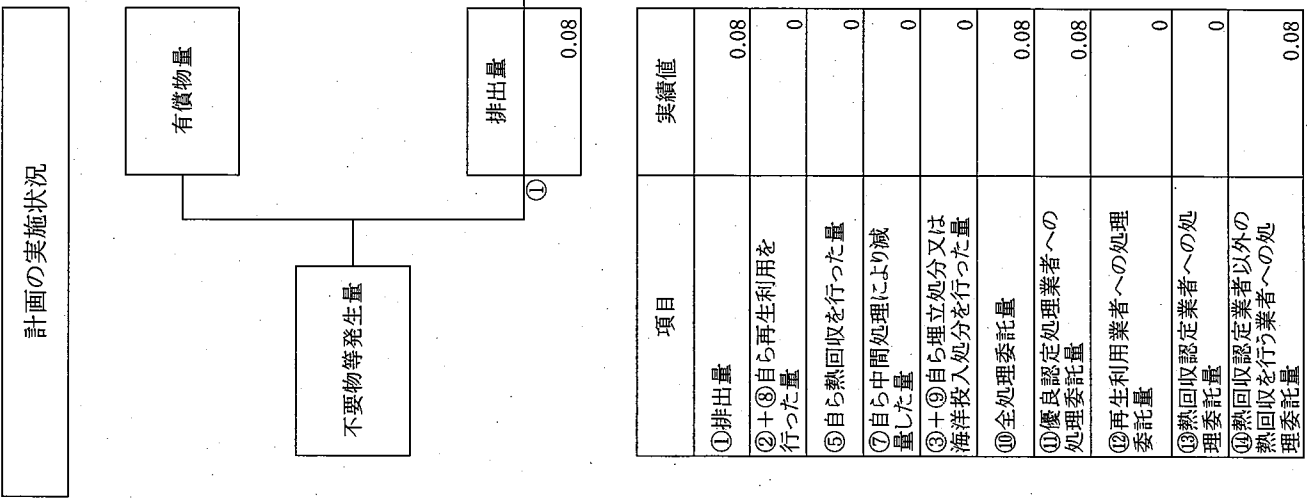 計画の実施状況
有償物量
不要物等発生量
排出量
①
0.08
項目
実績値
①排出量
0.08
②+⑧自ら再生利用を
行った量
0
⑤自ら熱回収を行った量
0
⑦自ら中間処理により減
量した量
0
③+⑨自ら埋立処分又は
海洋投入処分を行った量
0
⑩全処理委託量
0.08
⑪優良認定処理業者への
処理委託量
0.08
⑫再生利用業者への処理
委託量
0
⑬熱回収認定業者への処
理委託量
0
⑭熱回収認定業者以外の
熱回収を行う業者への処
理委託量
0.08